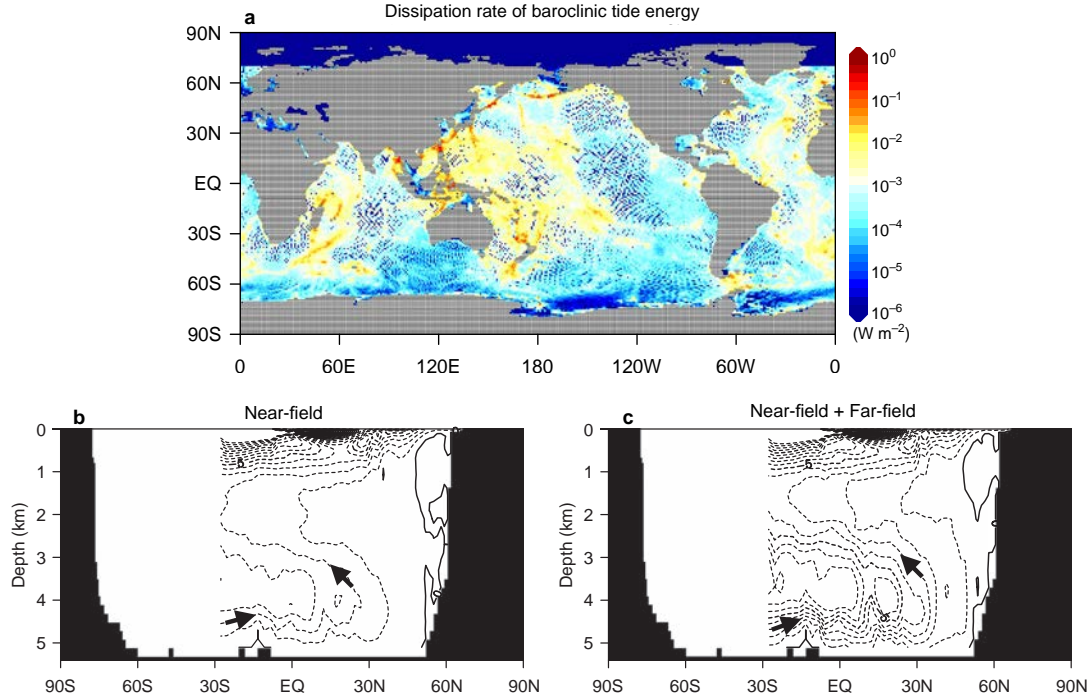 Dissipation rate of baroclinic tide energy
a
90N
60N
30N
EQ
30S
60S
90S
0 60E 120E 180 120W 60W 0
10^0
10^-1
10^-2
10^-3
10^-4
10^-5
10^-6
(W m^-2)
b
Near-field
Depth (km)
0
1
2
3
4
5
5
90S 60S 30S EQ 30N 60N 90N
c
Near-field + Far-field
Depth (km)
0
1
2
3
4
5
5
90S 60S 30S EQ 30N 60N 90N